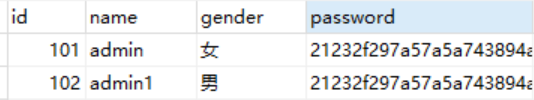 id name gender password
101 admin 女 21232f297a57a5a743894a
102 admin1 男 21232f297a57a5a743894a